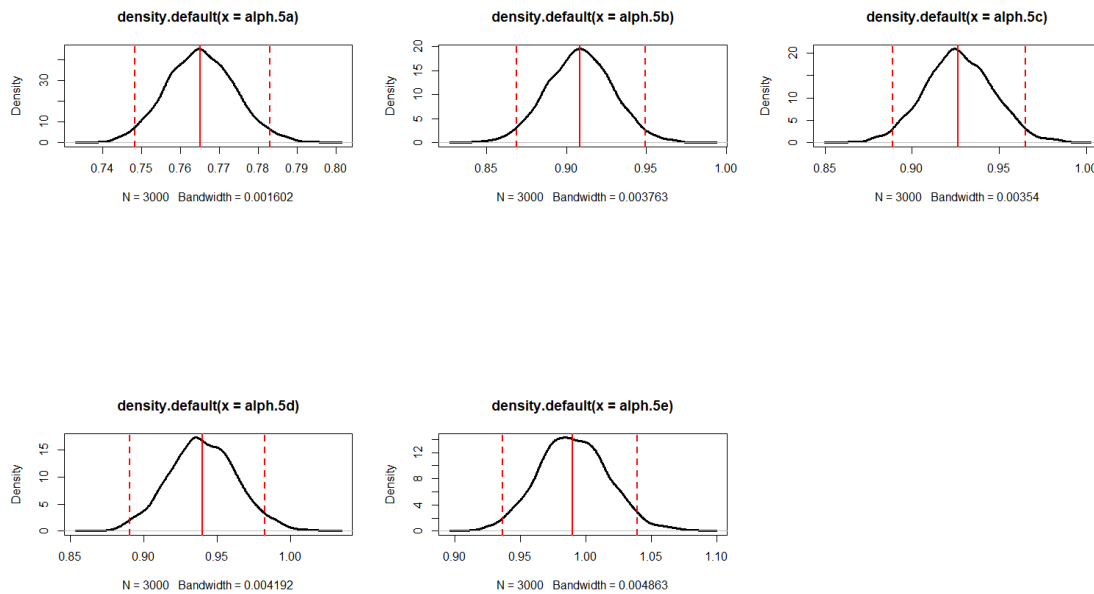 density.default(x = alph.5a)
Density
10
30
0.74 0.75 0.76 0.77 0.78 0.79 0.80
N = 3000 Bandwidth = 0.001602
density.default(x = alph.5b)
Density
0
5
10
15
20
0.85 0.90 0.95 1.00
N = 3000 Bandwidth = 0.003763
density.default(x = alph.5c)
Density
0
5
10
20
0.90 0.95 1.00
N = 3000 Bandwidth = 0.00354
density.default(x = alph.5d)
Density
0
5
10
15
0.85 0.90 0.95 1.00
N = 3000 Bandwidth = 0.004192
density.default(x = alph.5e)
Density
0
4
8
12
0.90 0.95 1.00 1.05 1.10
N = 3000 Bandwidth = 0.004863